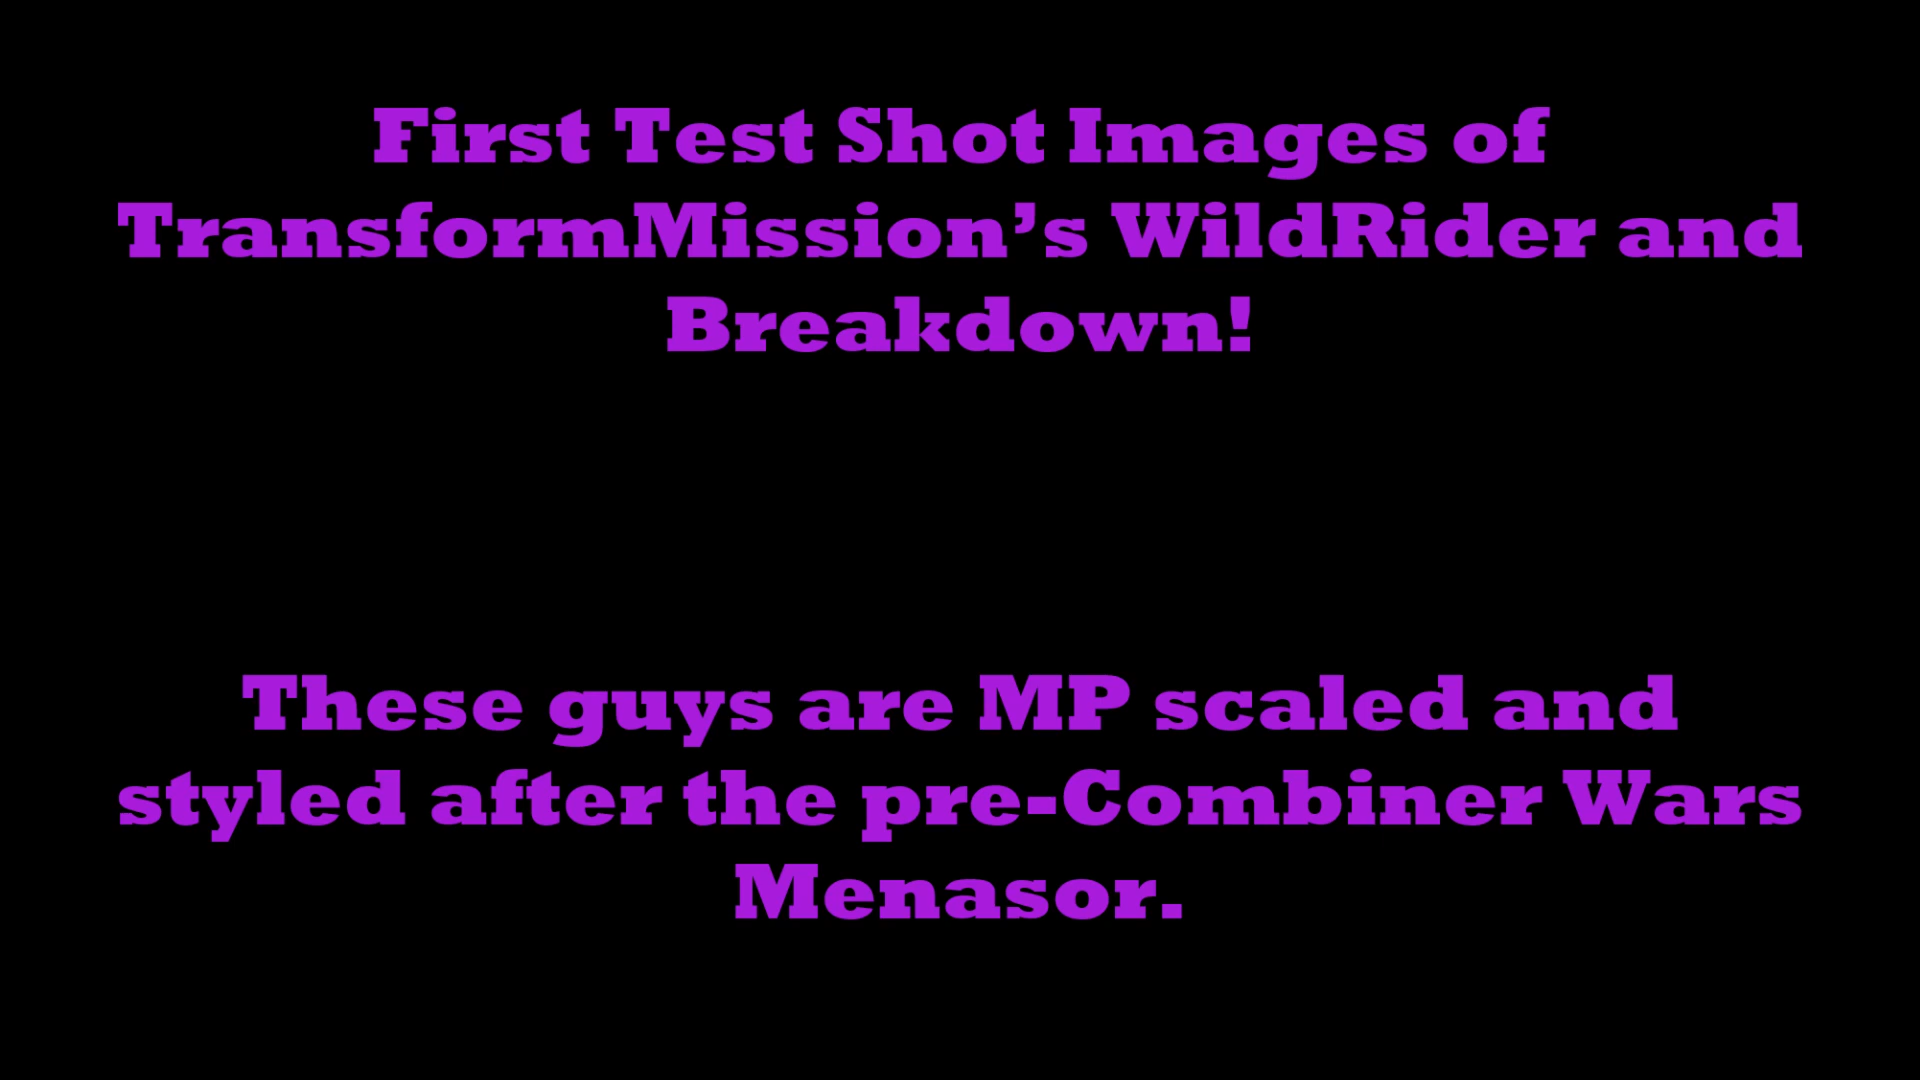 First Test Shot Images of
TransformMission’s WildRider and
Breakdown!
These guys are MP scaled and
styled after the pre-Combiner Wars
Menasor.